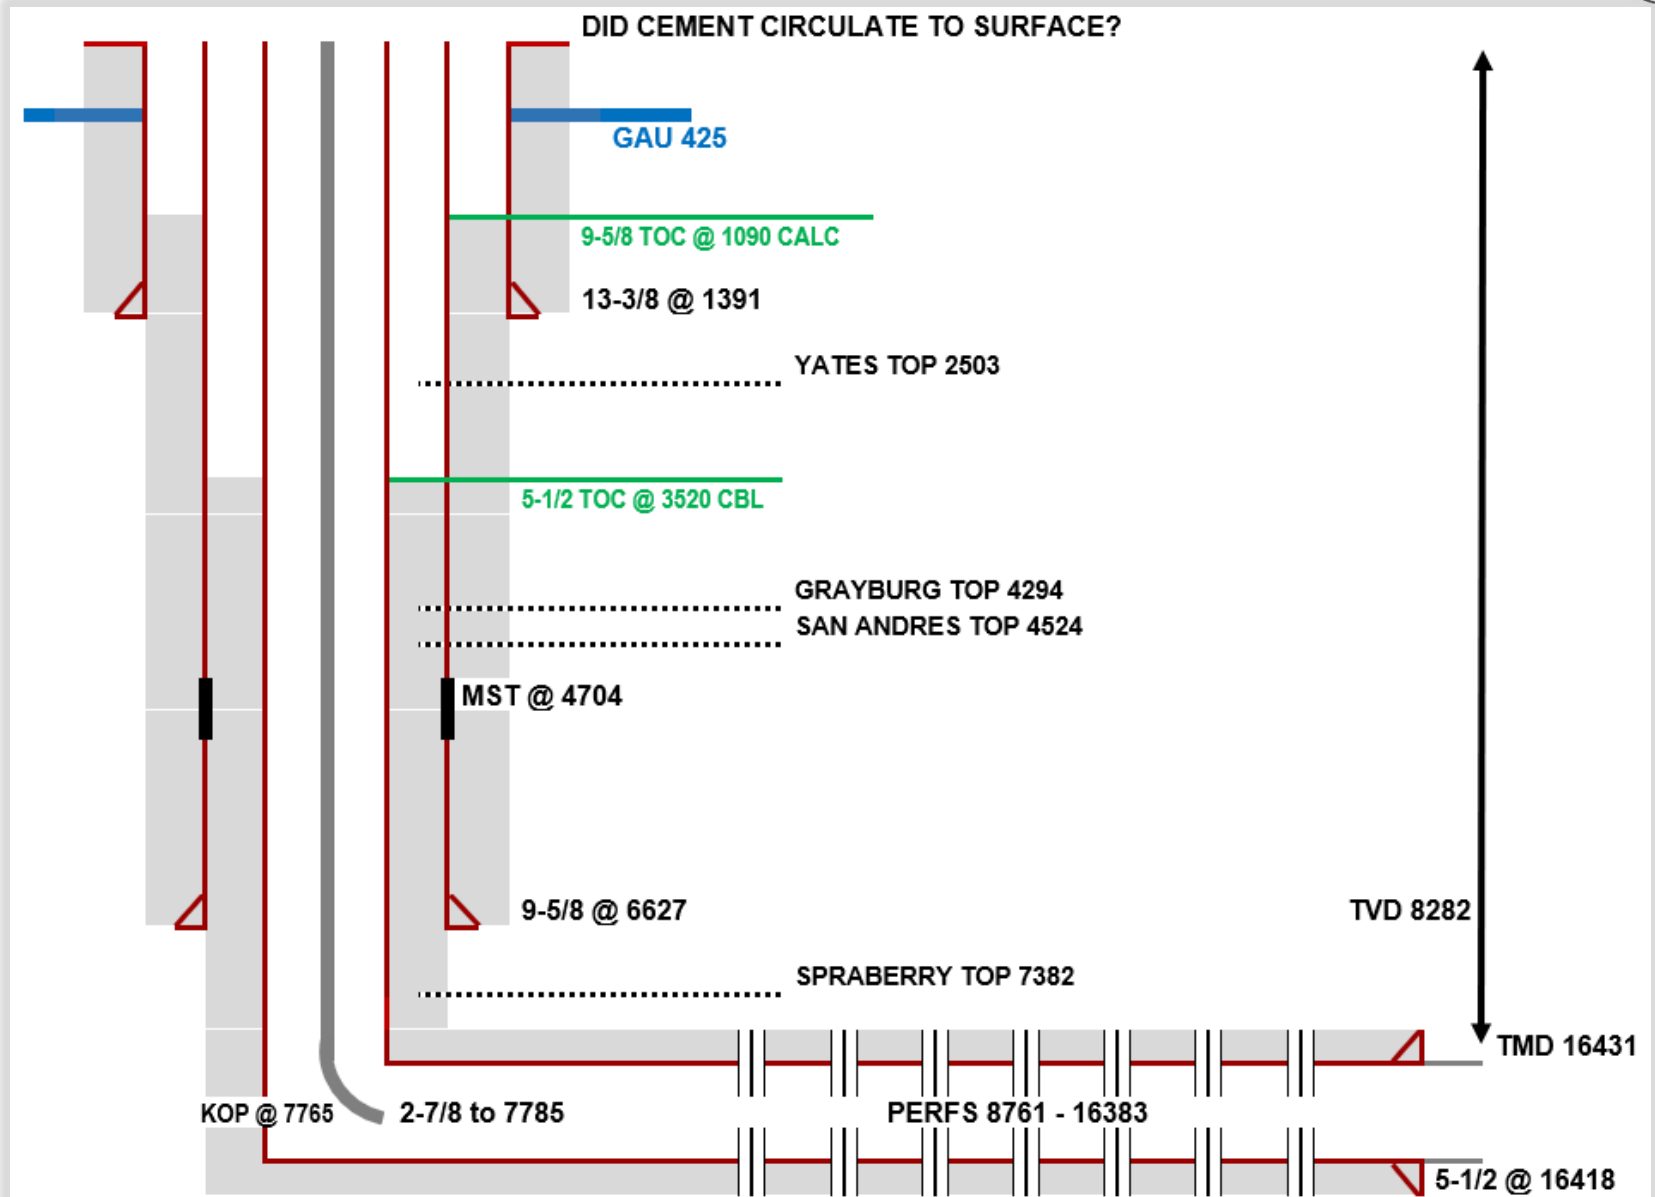 DID CEMENT CIRCULATE TO SURFACE?
GAU 425
9-5/8 TOC @ 1090 CALC
13-3/8 @ 1391
YATES TOP 2503
5-1/2 TOC @ 3520 CBL
GRAYBURG TOP 4294
SAN ANDRES TOP 4524
MST @ 4704
9-5/8 @ 6627
TVD 8282
SPRABERRY TOP 7382
TMD 16431
KOP @ 7765
2-7/8 to 7785
PERFS 8761 - 16383
5-1/2 @ 16418